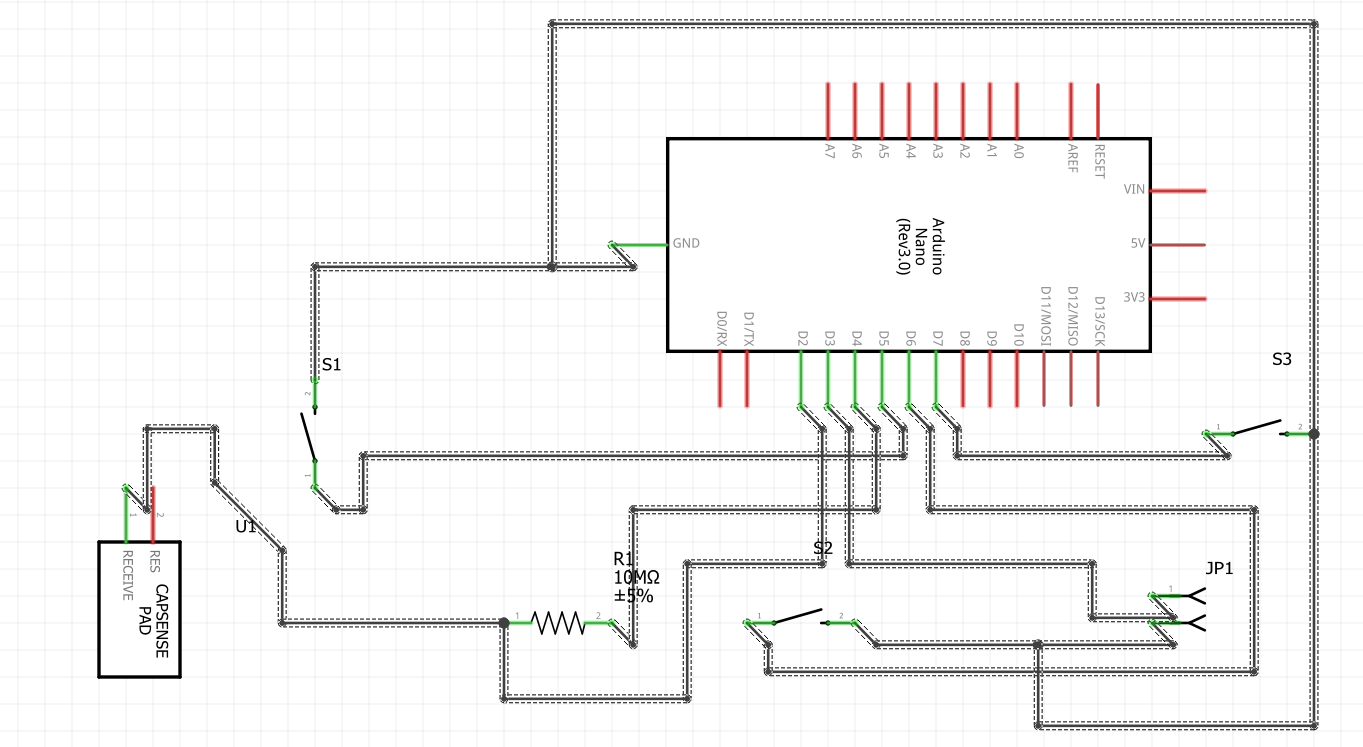 A7
A6
A5
A4
A3
A2
A1
A0
AREF
RESET
VIN
5V
3V3
GND
Arduino
Nano
(Rev3.0)
D0/RX
D1/TX
D2
D3
D4
D5
D6
D7
D8
D9
D10
D11/MOSI
D12/MISO
D13/SCK
S1
2
1
S3
1
2
1
2
U1
RECEIVE
RES
CAPSENSE
PAD
R1
10MΩ
±5%
1
2
S2
1
2
JP1
1